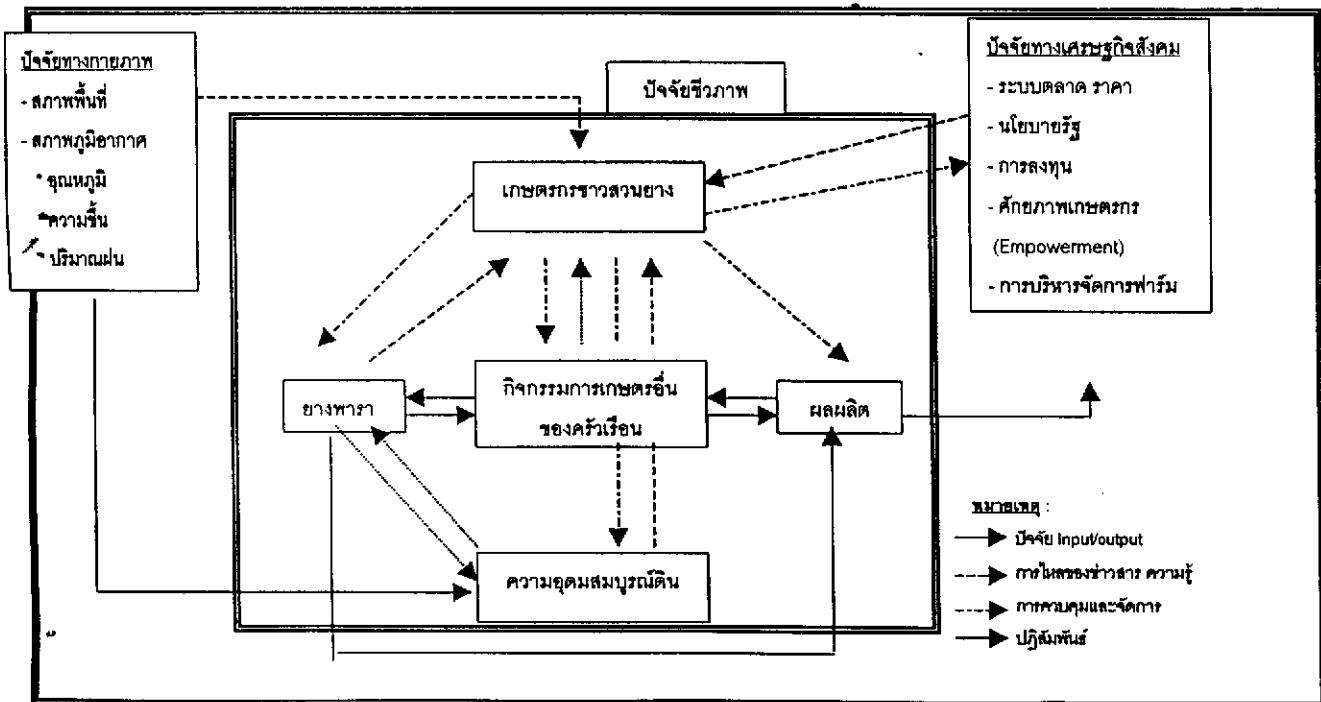 ปัจจัยทางกายภาพ
- สภาพพื้นที่
- สภาพภูมิอากาศ
* อุณหภูมิ
* ความชื้น
* ปริมาณฝน
ปัจจัยชีวภาพ
ปัจจัยทางเศรษฐกิจสังคม
- ระบบตลาด ราคา
- นโยบายรัฐ
- การลงทุน
- ศักยภาพเกษตรกร
(Empowerment)
- การบริหารจัดการฟาร์ม
เกษตรกรชาวสวนยาง
ยางพารา
กิจกรรมการเกษตรอื่น
ของครัวเรือน
ผลผลิต
ความอุดมสมบูรณ์ดิน
หมายเหตุ :
ปัจจัย Input/output
การไหลของข่าวสาร ความรู้
การควบคุมและจัดการ
ปฏิสัมพันธ์